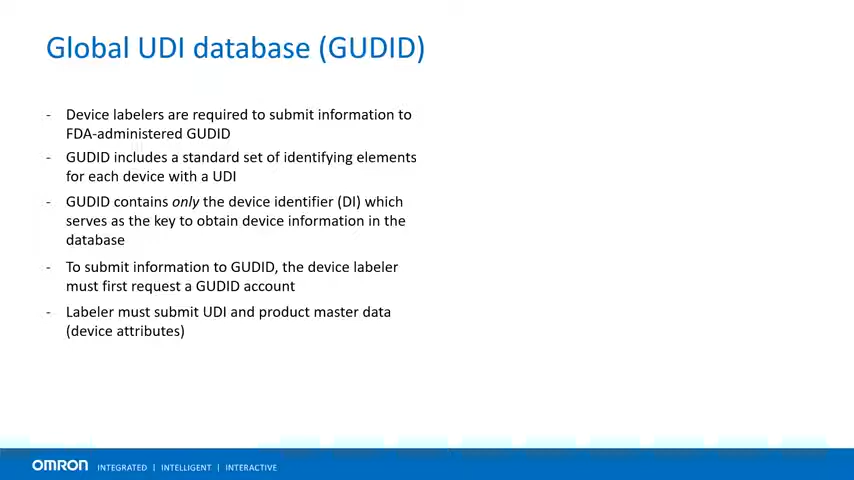 Global UDI database (GUDID)
- Device labelers are required to submit information to
FDA-administered GUDID
- GUDID includes a standard set of identifying elements
for each device with a UDI
- GUDID contains only the device identifier (DI) which
serves as the key to obtain device information in the
database
- To submit information to GUDID, the device labeler
must first request a GUDID account
- Labeler must submit UDI and product master data
(device attributes)
OMRON INTEGRATED | INTELLIGENT | INTERACTIVE